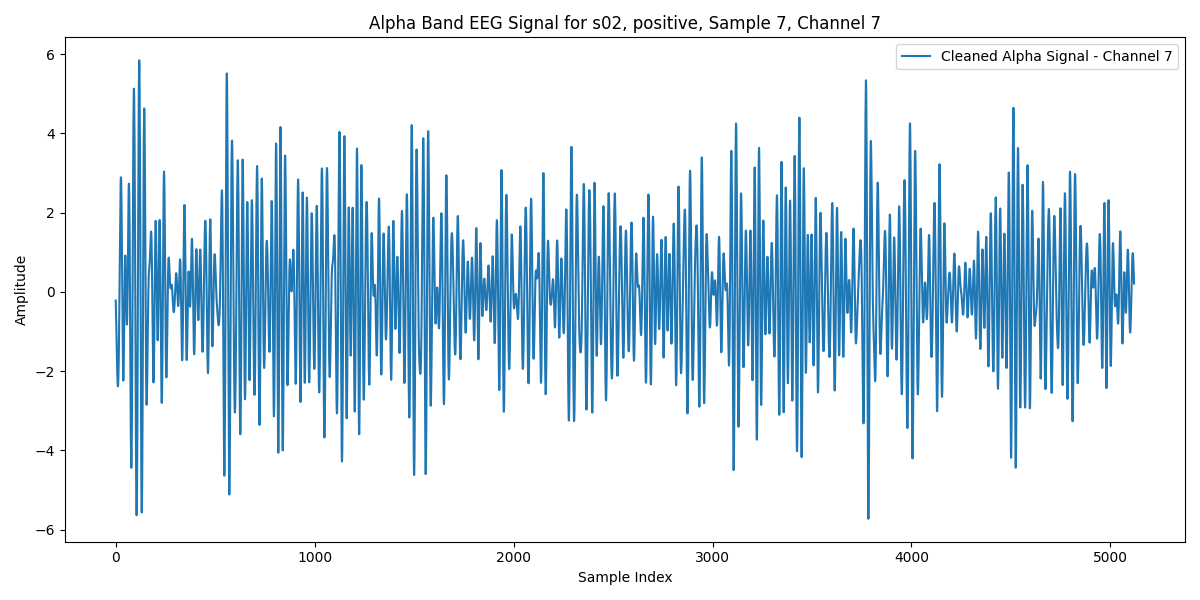 Alpha Band EEG Signal for s02, positive, Sample 7, Channel 7
Cleaned Alpha Signal - Channel 7
6
4
2
0
−2
−4
−6
Amplitude
0 1000 2000 3000 4000 5000
Sample Index